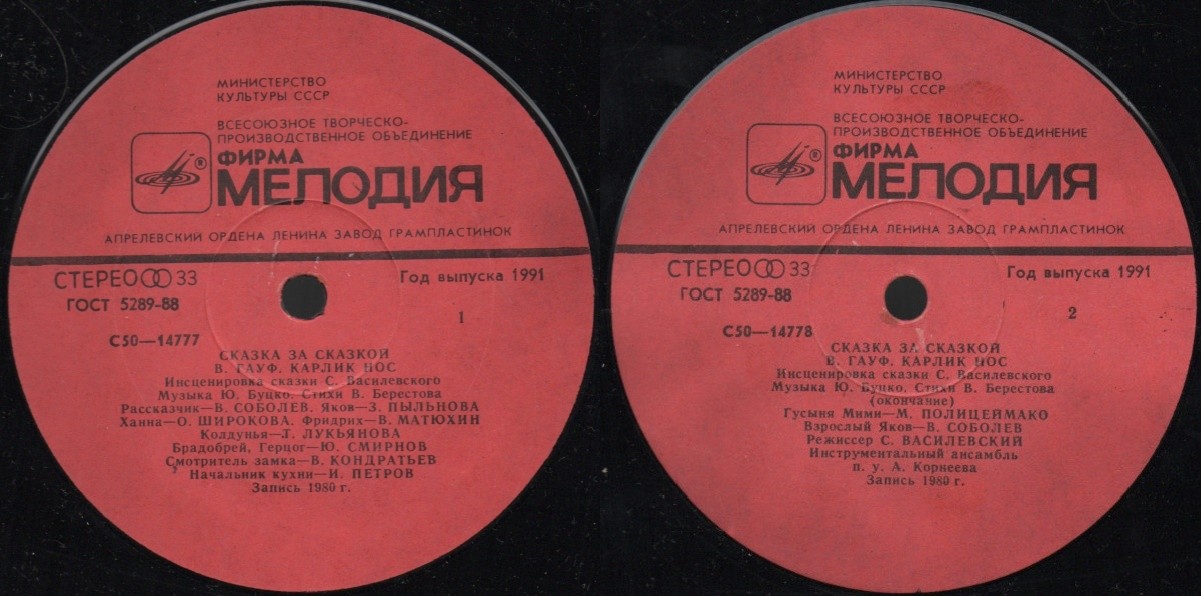 МИНИСТЕРСТВО
КУЛЬТУРЫ СССР
ВСЕСОЮЗНОЕ ТВОРЧЕСКО-
ПРОИЗВОДСТВЕННОЕ ОБЪЕДИНЕНИЕ
ФИРМА
®
МЕЛОДИЯ
АПРЕЛЕВСКИЙ ОРДЕНА ЛЕНИНА ЗАВОД ГРАМПЛАСТИНОК
СТЕРЕО 33
Год выпуска 1991
ГОСТ 5289-88
1
С50—14777
СКАЗКА ЗА СКАЗКОЙ
В. ГАУФ. КАРЛИК НОС
Инсценировка сказки С. Василевского
Музыка Ю. Буцко. Стихи В. Берестова
Рассказчик—В. СОБОЛЕВ. Яков—З. ПЫЛЬНОВА
Ханна—О. ШИРОКОВА. Фридрих—В. МАТЮХИН
Колдунья—Т. ЛУКЬЯНОВА
Брадобрей, Герцог—Ю. СМИРНОВ
Смотритель замка—В. КОНДРАТЬЕВ
Начальник кухни—И. ПЕТРОВ
Запись 1980 г.
МИНИСТЕРСТВО
КУЛЬТУРЫ СССР
ВСЕСОЮЗНОЕ ТВОРЧЕСКО-
ПРОИЗВОДСТВЕННОЕ ОБЪЕДИНЕНИЕ
ФИРМА
®
МЕЛОДИЯ
АПРЕЛЕВСКИЙ ОРДЕНА ЛЕНИНА ЗАВОД ГРАМПЛАСТИНОК
СТЕРЕО 33
Год выпуска 1991
ГОСТ 5289-88
2
С50—14778
СКАЗКА ЗА СКАЗКОЙ
В. ГАУФ. КАРЛИК НОС
Инсценировка сказки С. Василевского
Музыка Ю. Буцко. Стихи В. Берестова
(окончание)
Гусыня Мими—М. ПОЛИЦЕЙМАКО
Взрослый Яков—В. СОБОЛЕВ
Режиссер С. ВАСИЛЕВСКИЙ
Инструментальный ансамбль
п. у. А. Корнеева
Запись 1980 г.